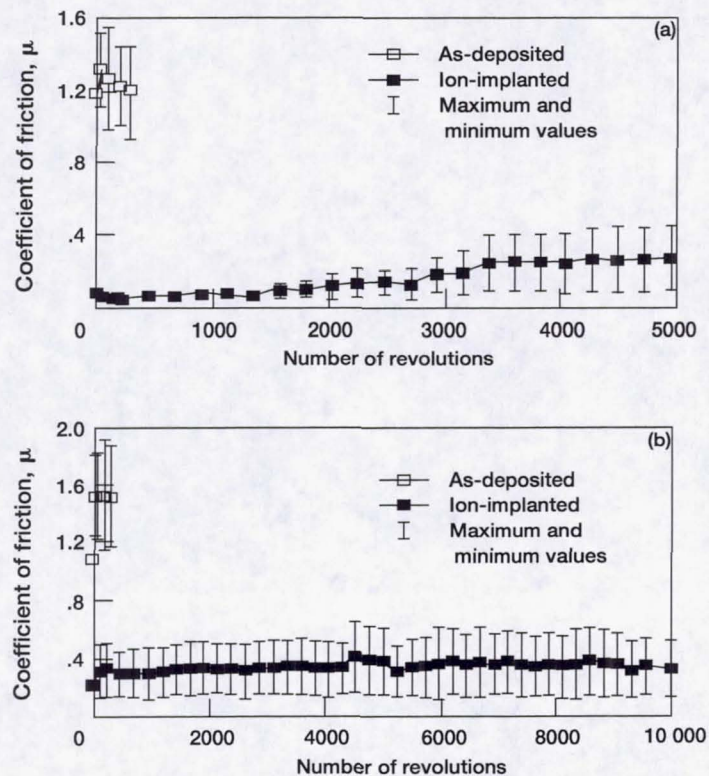 (a)
1.6
1.2
.8
.4
Coefficient of friction, μ
As-deposited
Ion-implanted
Maximum and
minimum values
0 1000 2000 3000 4000 5000
Number of revolutions
(b)
2.0
1.6
1.2
.8
.4
Coefficient of friction, μ
As-deposited
Ion-implanted
Maximum and
minimum values
0 2000 4000 6000 8000 10 000
Number of revolutions